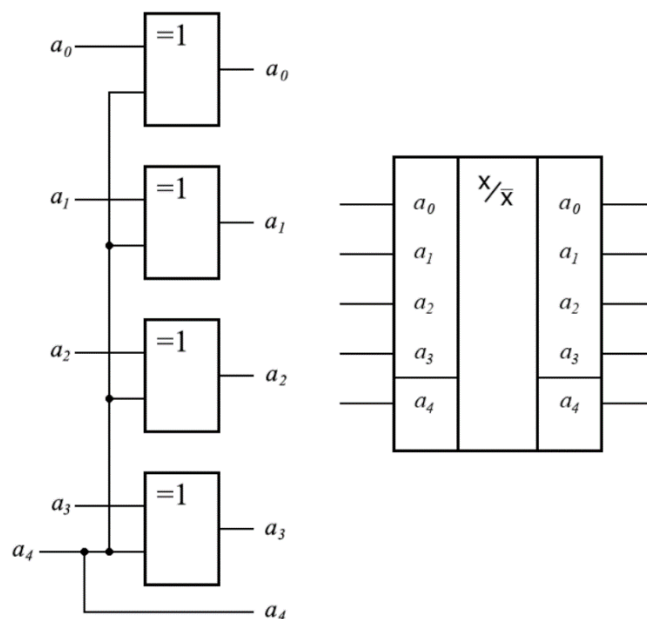 a₀ =1 a₀
a₁ =1 a₁
a₂ =1 a₂
a₃ =1 a₃
a₄
a₄
x/x̅
a₀ a₀
a₁ a₁
a₂ a₂
a₃ a₃
a₄ a₄